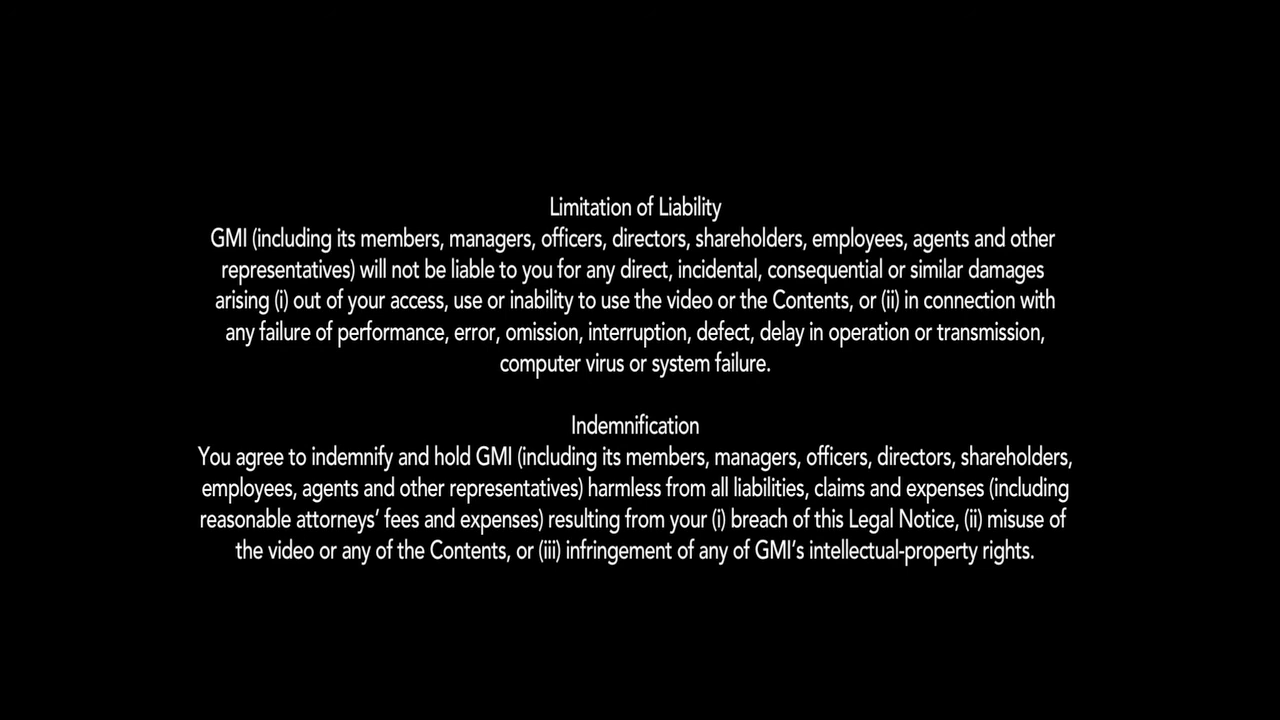 Limitation of Liability
GMI (including its members, managers, officers, directors, shareholders, employees, agents and other
representatives) will not be liable to you for any direct, incidental, consequential or similar damages
arising (i) out of your access, use or inability to use the video or the Contents, or (ii) in connection with
any failure of performance, error, omission, interruption, defect, delay in operation or transmission,
computer virus or system failure.
Indemnification
You agree to indemnify and hold GMI (including its members, managers, officers, directors, shareholders,
employees, agents and other representatives) harmless from all liabilities, claims and expenses (including
reasonable attorneys’ fees and expenses) resulting from your (i) breach of this Legal Notice, (ii) misuse of
the video or any of the Contents, or (iii) infringement of any of GMI’s intellectual-property rights.